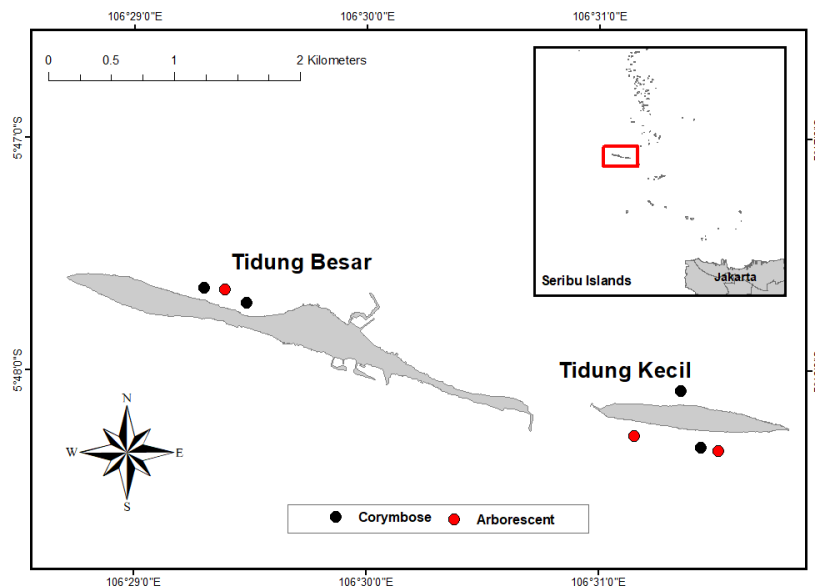 106°29'0"E 106°30'0"E 106°31'0"E
0 0.5 1 2 Kilometers
5°47'0"S
Jakarta
Seribu Islands
Tidung Besar
5°48'0"S
Tidung Kecil
N
W E
S
Corymbose Arborescent
106°29'0"E 106°30'0"E 106°31'0"E